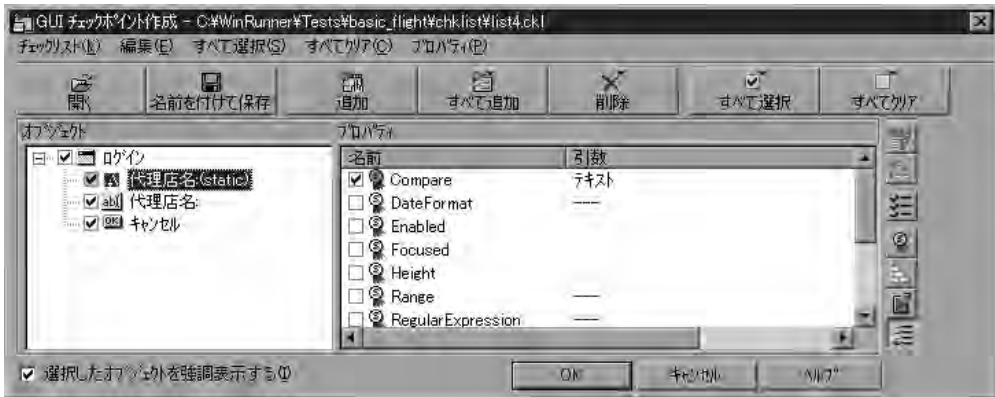 GUI ﾁｪｯｸﾎﾟｲﾝﾄ作成 - C:¥WinRunner¥Tests¥basic_flight¥chklist¥list4.ckl
ﾁｪｯｸﾘｽﾄ(L) 編集(E) すべて選択(S) すべてｸﾘｱ(C) ﾌﾟﾛﾊﾟﾃｨ(P)
開く 名前を付けて保存 追加 すべて追加 削除 すべて選択 すべてｸﾘｱ
ｵﾌﾞｼﾞｪｸﾄ
ログイン
代理店名:(static)
代理店名:
キャンセル
ﾌﾟﾛﾊﾟﾃｨ
名前 引数
Compare テキスト
DateFormat ----
Enabled
Focused
Height
Range ----
RegularExpression ----
選択したｵﾌﾞｼﾞｪｸﾄを強調表示する(I)
OK ｷｬﾝｾﾙ ﾍﾙﾌﾟ